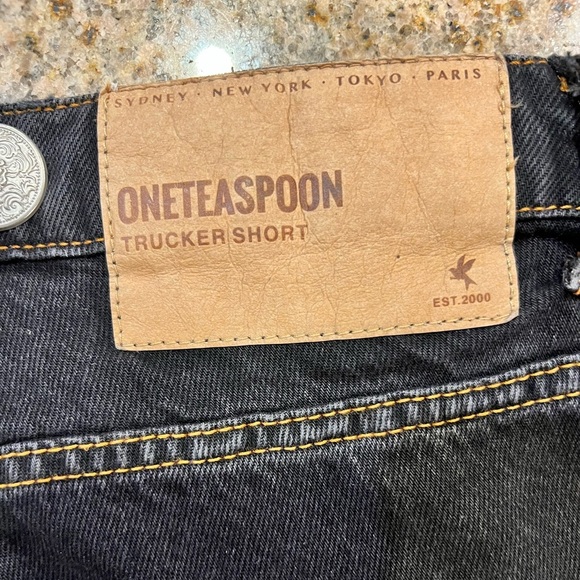 SYDNEY · NEW YORK · TOKYO · PARIS
ONETEASPOON
TRUCKER SHORT
EST.2000